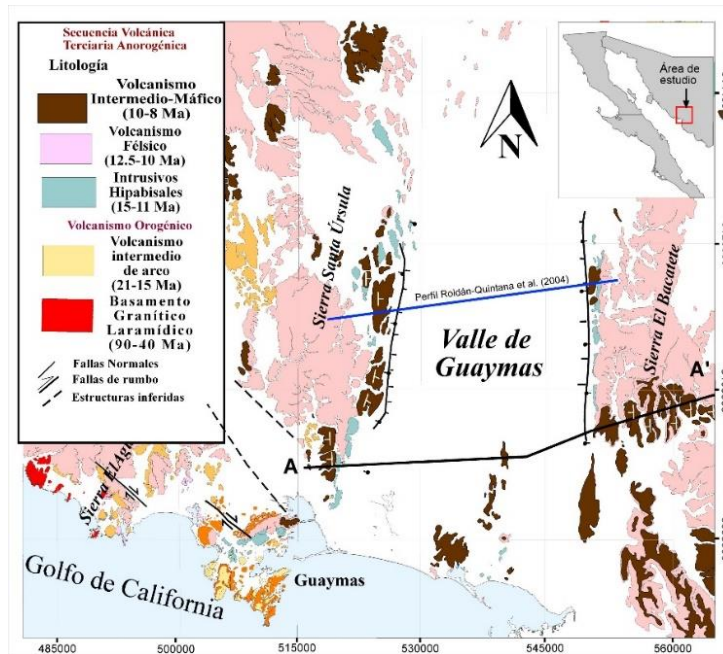 Secuencia Volcánica
Terciaria Anorogénica
Litología
Volcanismo
Intermedio-Máfico
(10-8 Ma)
Volcanismo
Félsico
(12.5-10 Ma)
Intrusivos
Hipabisales
(15-11 Ma)
Volcanismo Orogénico
Volcanismo
intermedio
de arco
(21-15 Ma)
Basamento
Granítico
Laramídico
(90-40 Ma)
Fallas Normales
Fallas de rumbo
Estructuras inferidas
N
Área de
estudio
Sierra Santa Úrsula
Perfil Roldán-Quintana et al. (2004)
Sierra El Bacatete
Valle de
Guaymas
A'
A
Sierra ElAgu
Guaymas
Golfo de California
485000 500000 515000 530000 545000 560000